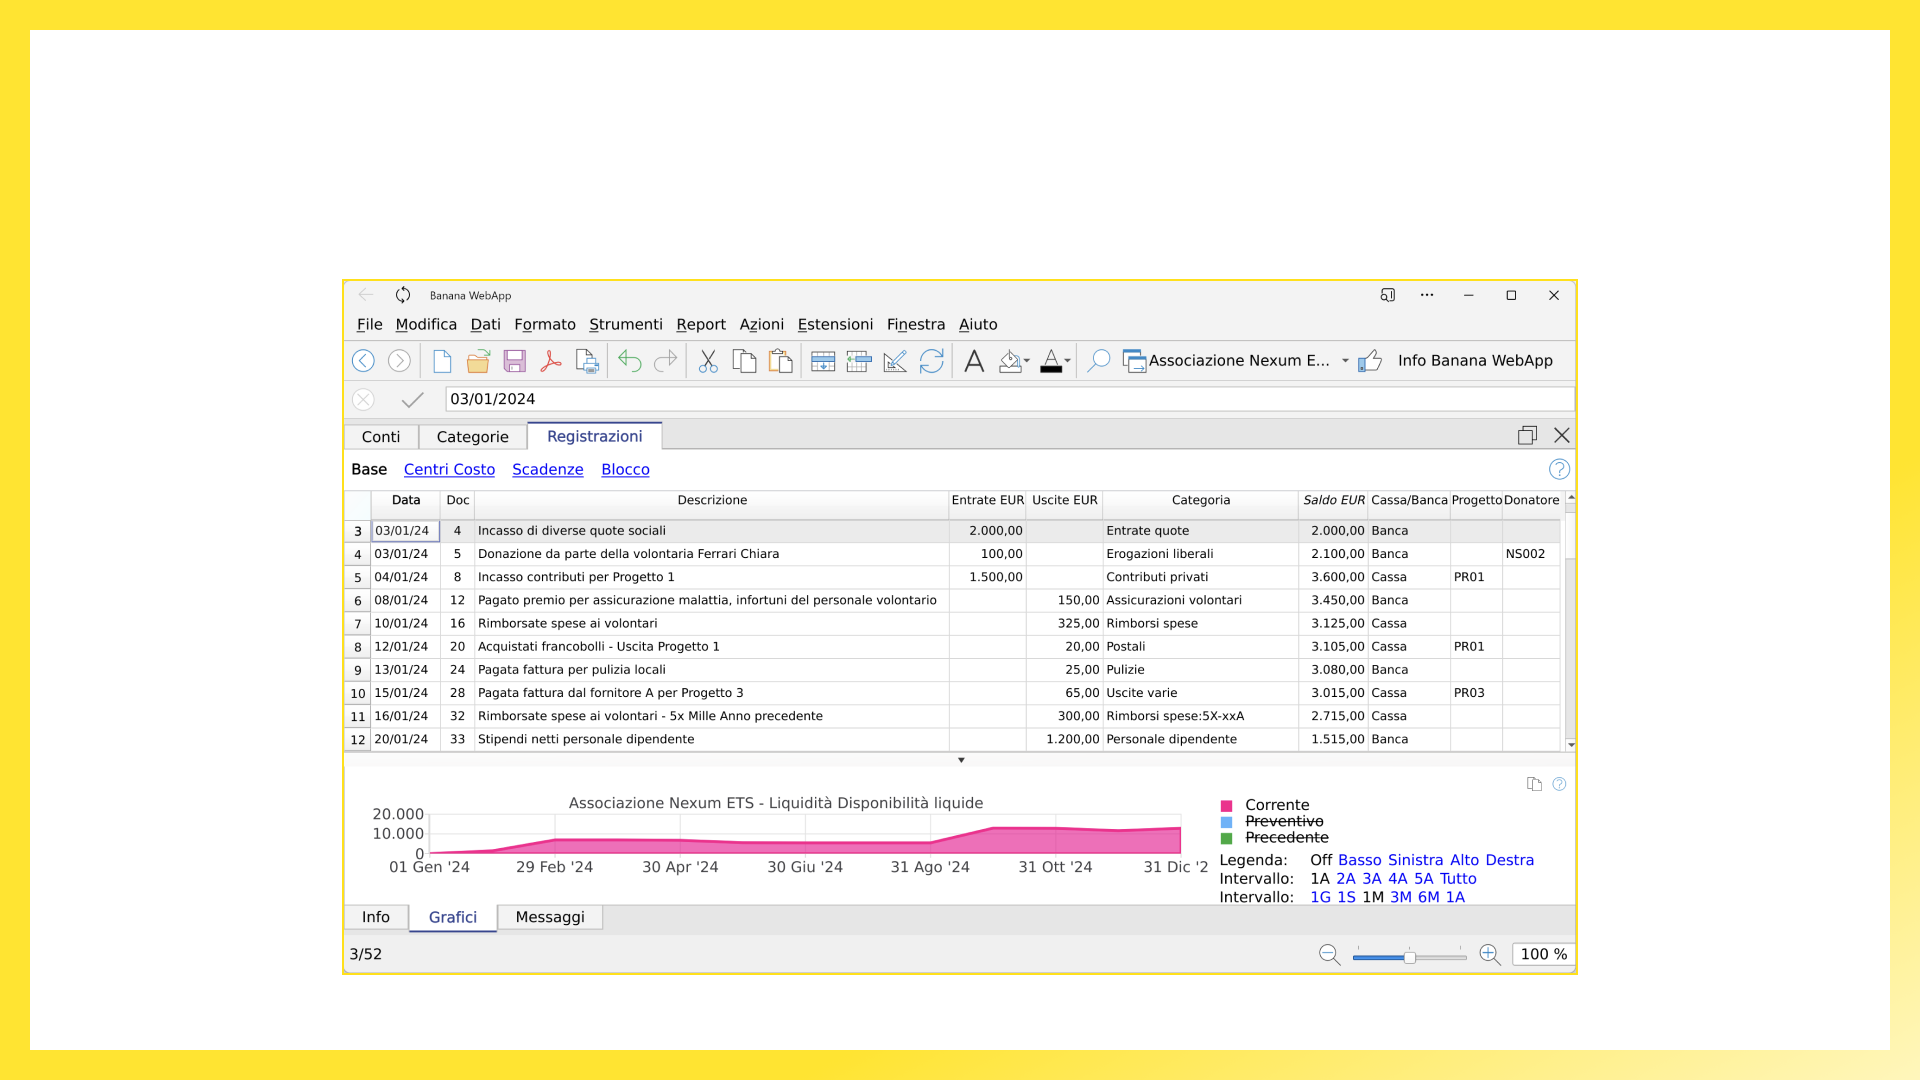 Banana WebApp
File Modifica Dati Formato Strumenti Report Azioni Estensioni Finestra Aiuto
Associazione Nexum E... Info Banana WebApp
03/01/2024
Conti Categorie Registrazioni
Base Centri Costo Scadenze Blocco
Data Doc Descrizione Entrate EUR Uscite EUR Categoria Saldo EUR Cassa/Banca Progetto Donatore
3 03/01/24 4 Incasso di diverse quote sociali 2.000,00 Entrate quote 2.000,00 Banca
4 03/01/24 5 Donazione da parte della volontaria Ferrari Chiara 100,00 Erogazioni liberali 2.100,00 Banca NS002
5 04/01/24 8 Incasso contributi per Progetto 1 1.500,00 Contributi privati 3.600,00 Cassa PR01
6 08/01/24 12 Pagato premio per assicurazione malattia, infortuni del personale volontario 150,00 Assicurazioni volontari 3.450,00 Banca
7 10/01/24 16 Rimborsate spese ai volontari 325,00 Rimborsi spese 3.125,00 Cassa
8 12/01/24 20 Acquistati francobolli - Uscita Progetto 1 20,00 Postali 3.105,00 Cassa PR01
9 13/01/24 24 Pagata fattura per pulizia locali 25,00 Pulizie 3.080,00 Banca
10 15/01/24 28 Pagata fattura dal fornitore A per Progetto 3 65,00 Uscite varie 3.015,00 Cassa PR03
11 16/01/24 32 Rimborsate spese ai volontari - 5x Mille Anno precedente 300,00 Rimborsi spese:5X-xxA 2.715,00 Cassa
12 20/01/24 33 Stipendi netti personale dipendente 1.200,00 Personale dipendente 1.515,00 Banca
Associazione Nexum ETS - Liquidità Disponibilità liquide
20.000
10.000
0
01 Gen '24 29 Feb '24 30 Apr '24 30 Giu '24 31 Ago '24 31 Ott '24 31 Dic '2
Corrente
Preventivo
Precedente
Legenda: Off Basso Sinistra Alto Destra
Intervallo: 1A 2A 3A 4A 5A Tutto
Intervallo: 1G 1S 1M 3M 6M 1A
Info Grafici Messaggi
3/52 100 %